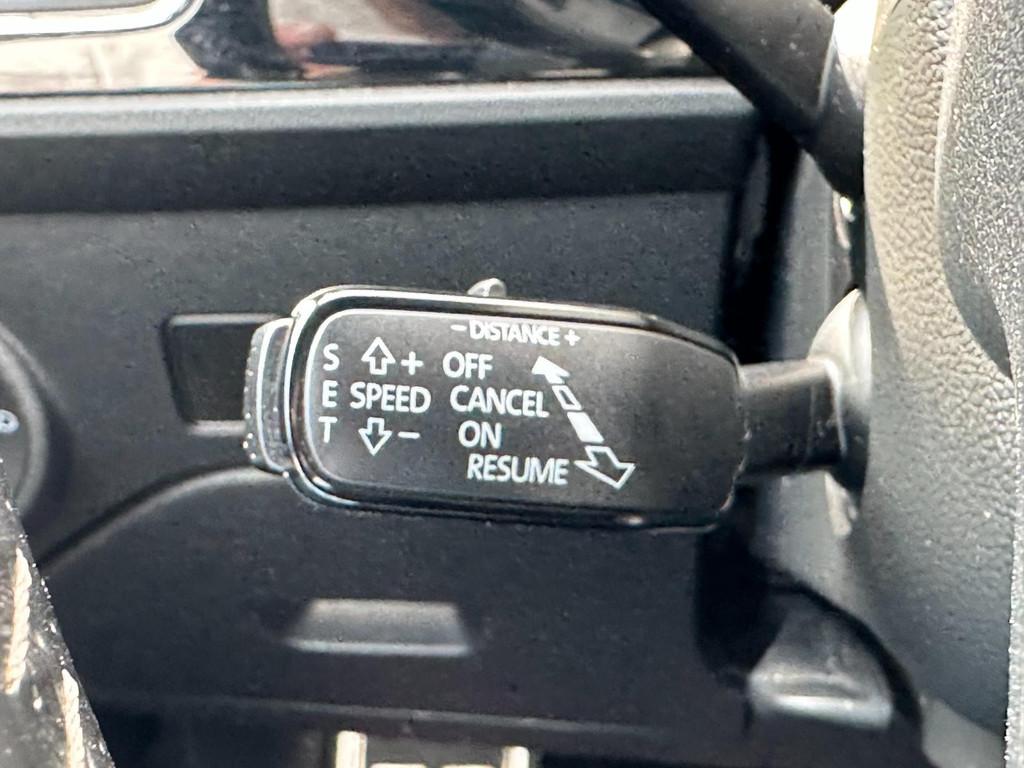 - DISTANCE +
S + OFF
E SPEED CANCEL
T - ON
RESUME